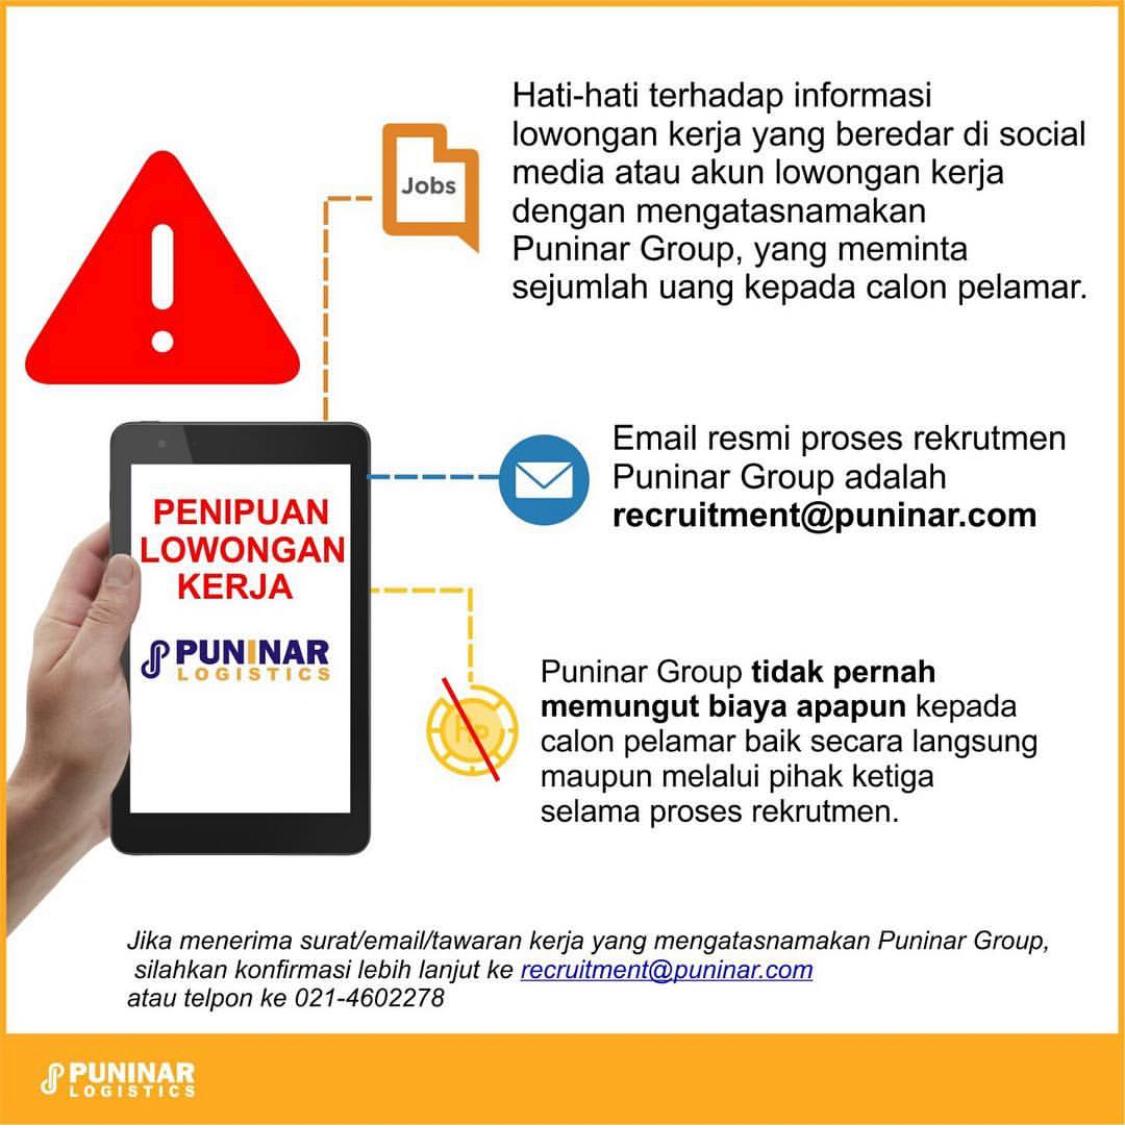 Hati-hati terhadap informasi
lowongan kerja yang beredar di social
media atau akun lowongan kerja
dengan mengatasnamakan
Puninar Group, yang meminta
sejumlah uang kepada calon pelamar.
Jobs
Email resmi proses rekrutmen
Puninar Group adalah
recruitment@puninar.com
PENIPUAN
LOWONGAN
KERJA
PUNINAR
LOGISTICS
Puninar Group tidak pernah
memungut biaya apapun kepada
calon pelamar baik secara langsung
maupun melalui pihak ketiga
selama proses rekrutmen.
Rp
Jika menerima surat/email/tawaran kerja yang mengatasnamakan Puninar Group,
silahkan konfirmasi lebih lanjut ke recruitment@puninar.com
atau telpon ke 021-4602278
PUNINAR
LOGISTICS